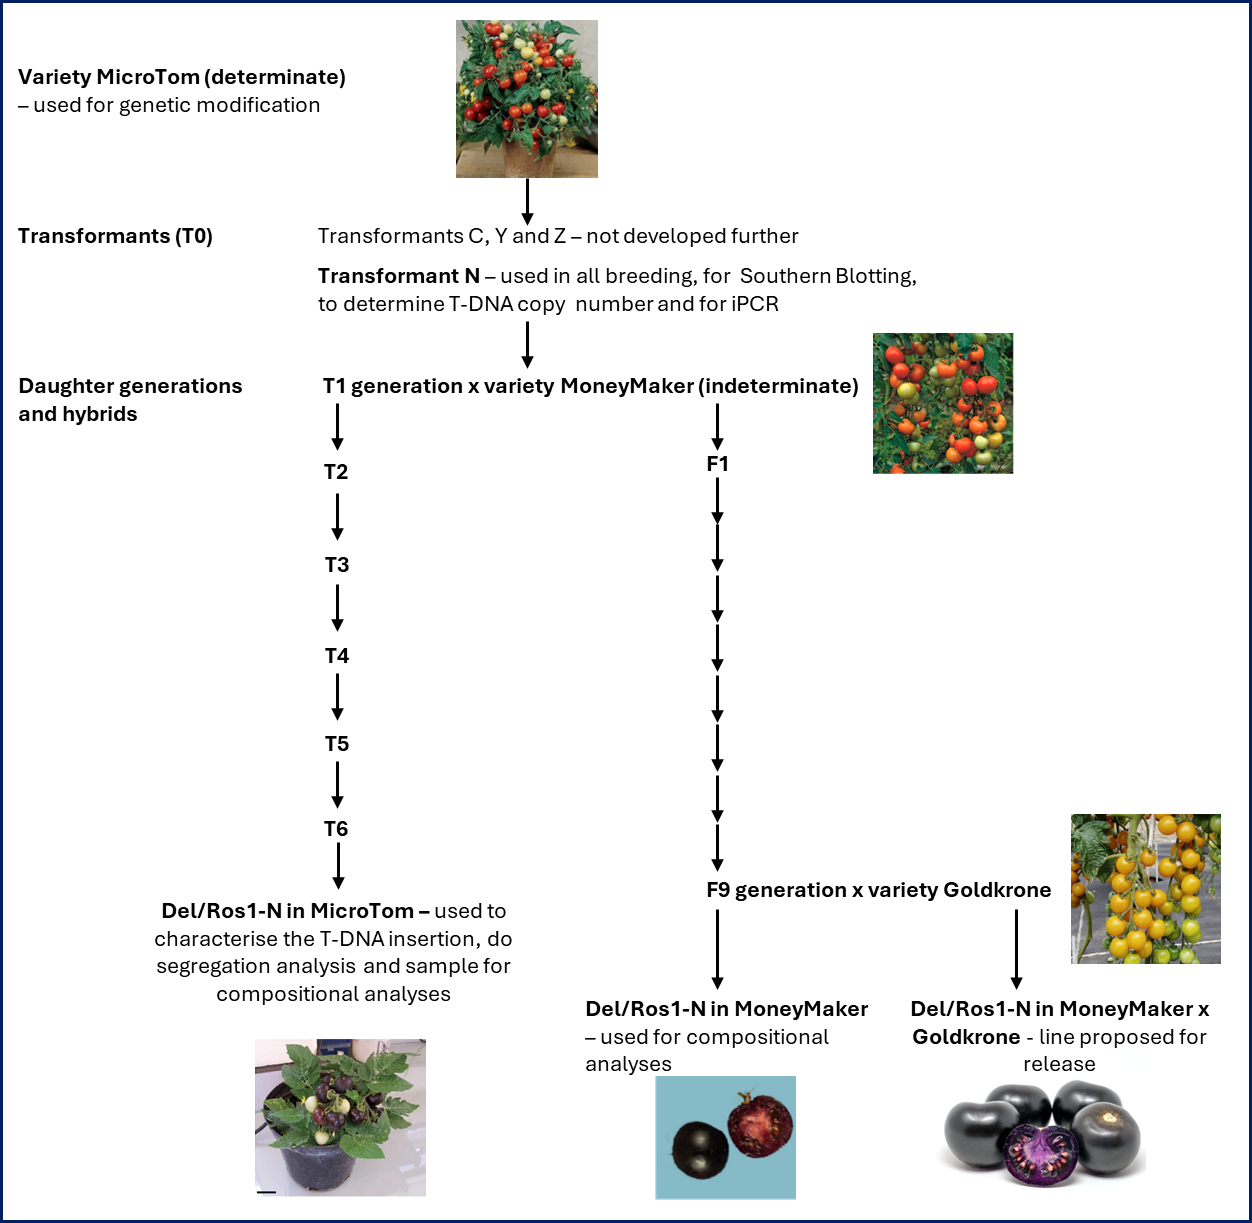 Variety MicroTom (determinate)
– used for genetic modification
Transformants (T0)
Transformants C, Y and Z – not developed further
Transformant N – used in all breeding, for Southern Blotting,
to determine T-DNA copy number and for iPCR
Daughter generations
and hybrids
T1 generation x variety MoneyMaker (indeterminate)
T2
T3
T4
T5
T6
Del/Ros1-N in MicroTom – used to
characterise the T-DNA insertion, do
segregation analysis and sample for
compositional analyses
F1
F9 generation x variety Goldkrone
Del/Ros1-N in MoneyMaker
– used for compositional
analyses
Del/Ros1-N in MoneyMaker x
Goldkrone - line proposed for
release